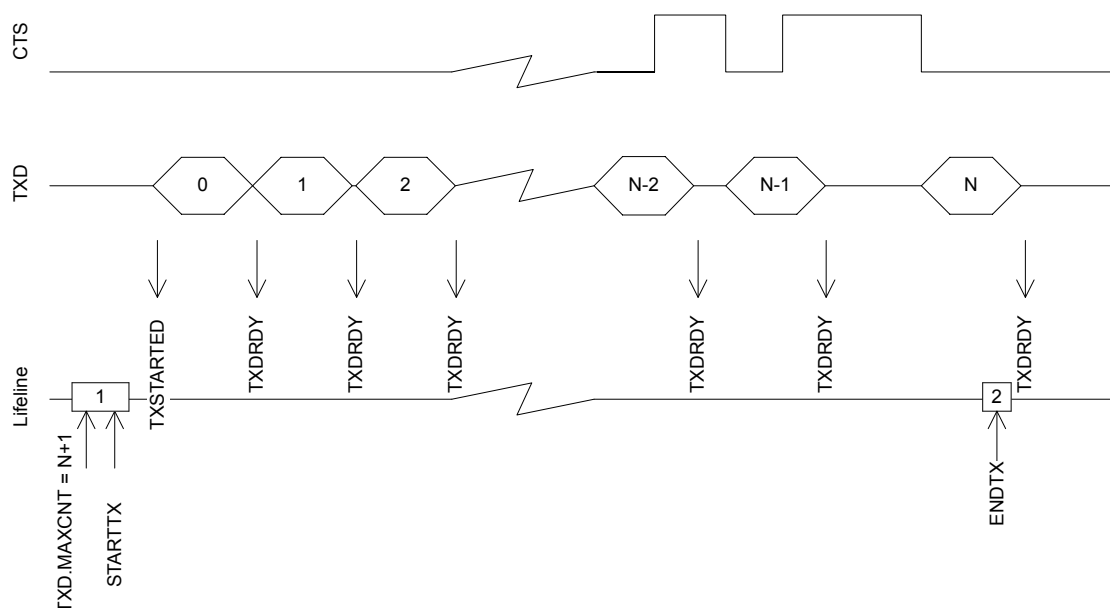 CTS
TXD
0
1
2
N-2
N-1
N
TXSTARTED
TXDRDY
TXDRDY
TXDRDY
TXDRDY
TXDRDY
TXDRDY
Lifeline
1
2
TXD.MAXCNT = N+1
STARTTX
ENDTX